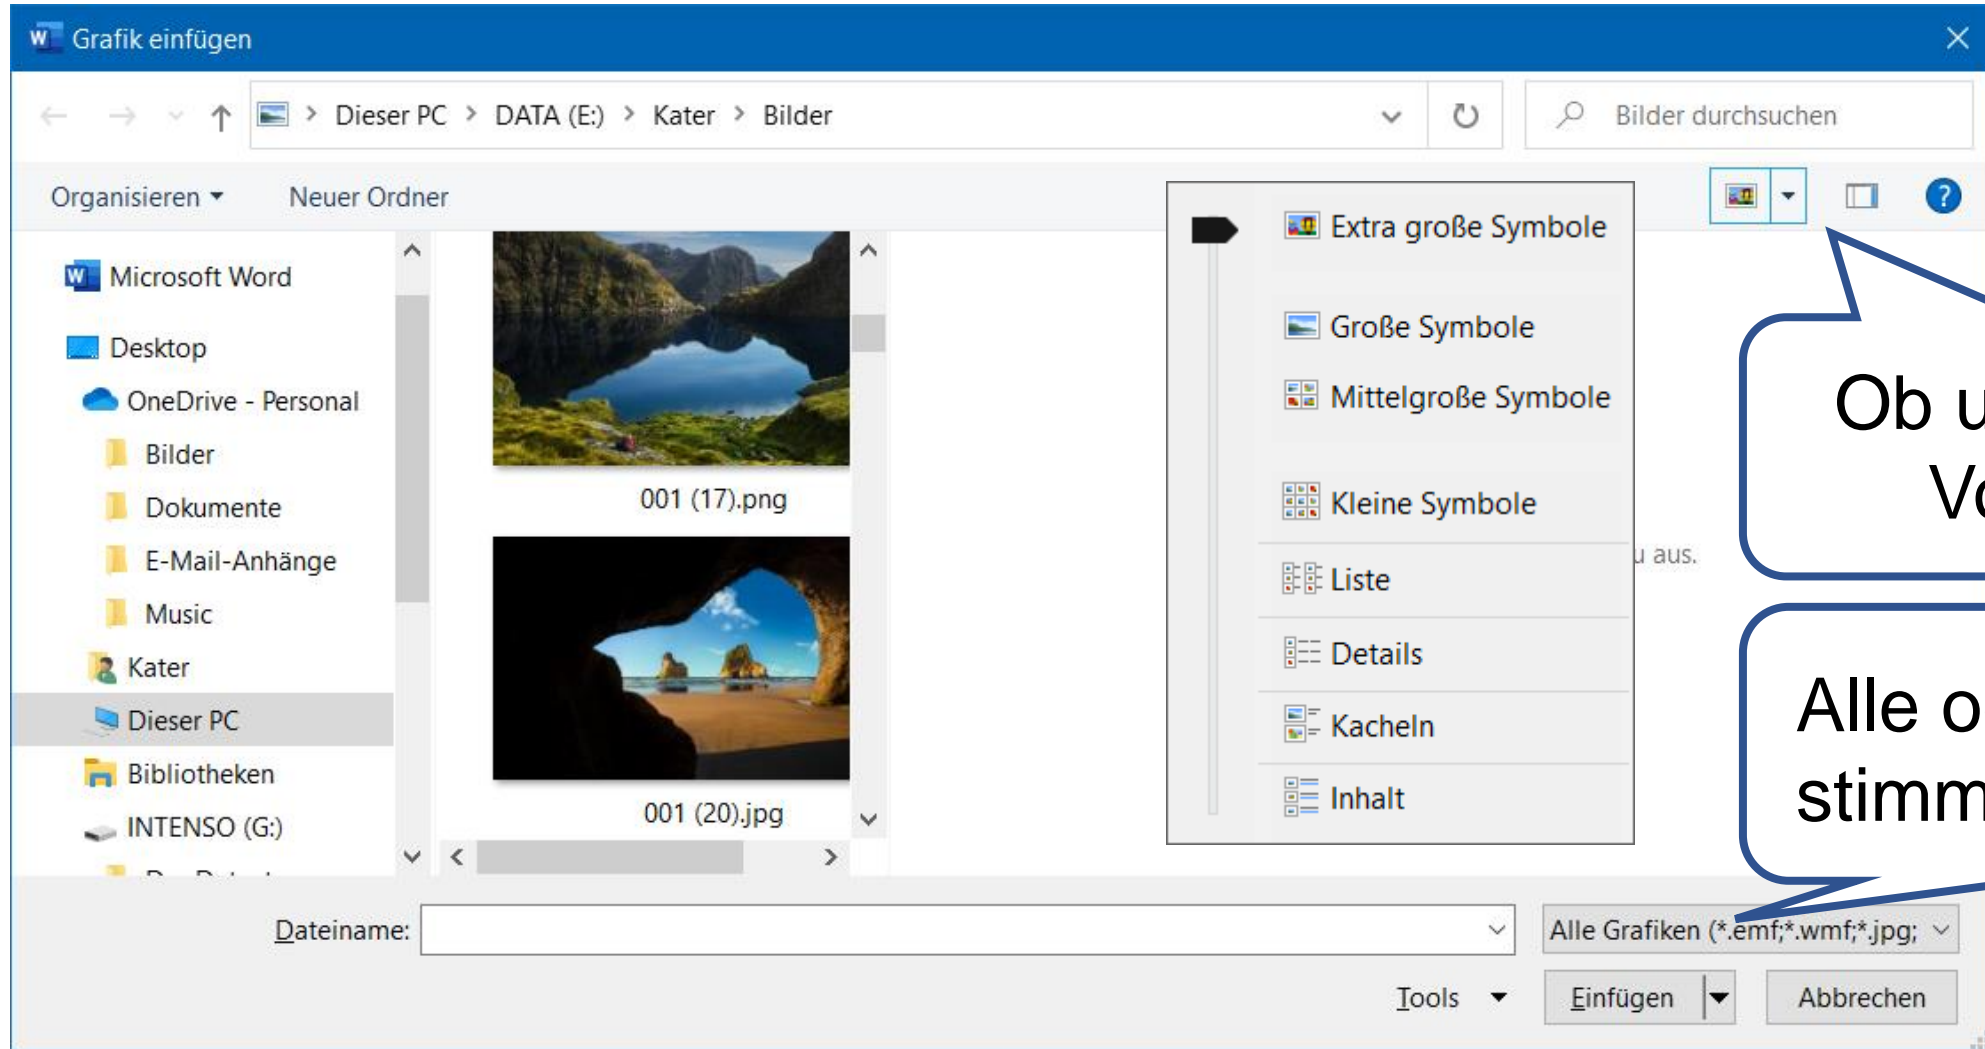 Grafik einfügen
Dieser PC > DATA (E:) > Kater > Bilder
Bilder durchsuchen
Organisieren
Neuer Ordner
Microsoft Word
Desktop
OneDrive - Personal
Bilder
Dokumente
E-Mail-Anhänge
Music
Kater
Dieser PC
Bibliotheken
INTENSO (G:)
001 (17).png
001 (20).jpg
Extra große Symbole
Große Symbole
Mittelgroße Symbole
Kleine Symbole
Liste
Details
Kacheln
Inhalt
u aus.
Ob u
Vo
Alle o
stimm
Dateiname:
Alle Grafiken (*.emf;*.wmf;*.jpg;
Tools
Einfügen
Abbrechen